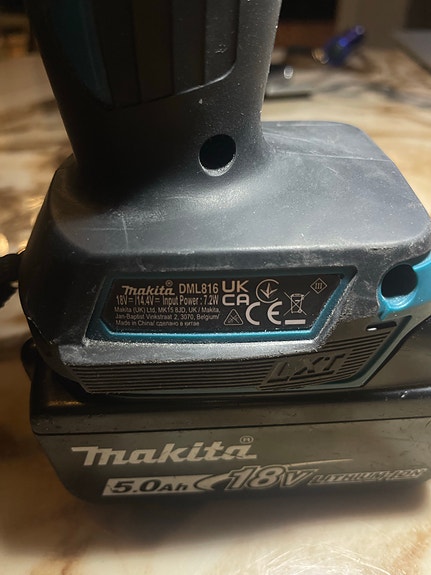 makita DML816 UK
18V⎓/14.4V⎓ Input Power : 7.2W CA CE
Makita (UK) Ltd, MK15 8JD, UK / Makita,
Jan-Baptist Vinkstraat 2, 3070, Belgium/
Made in China/ сделано в китае
LXT
makita®
5.0Ah 18V LITHIUM-ION